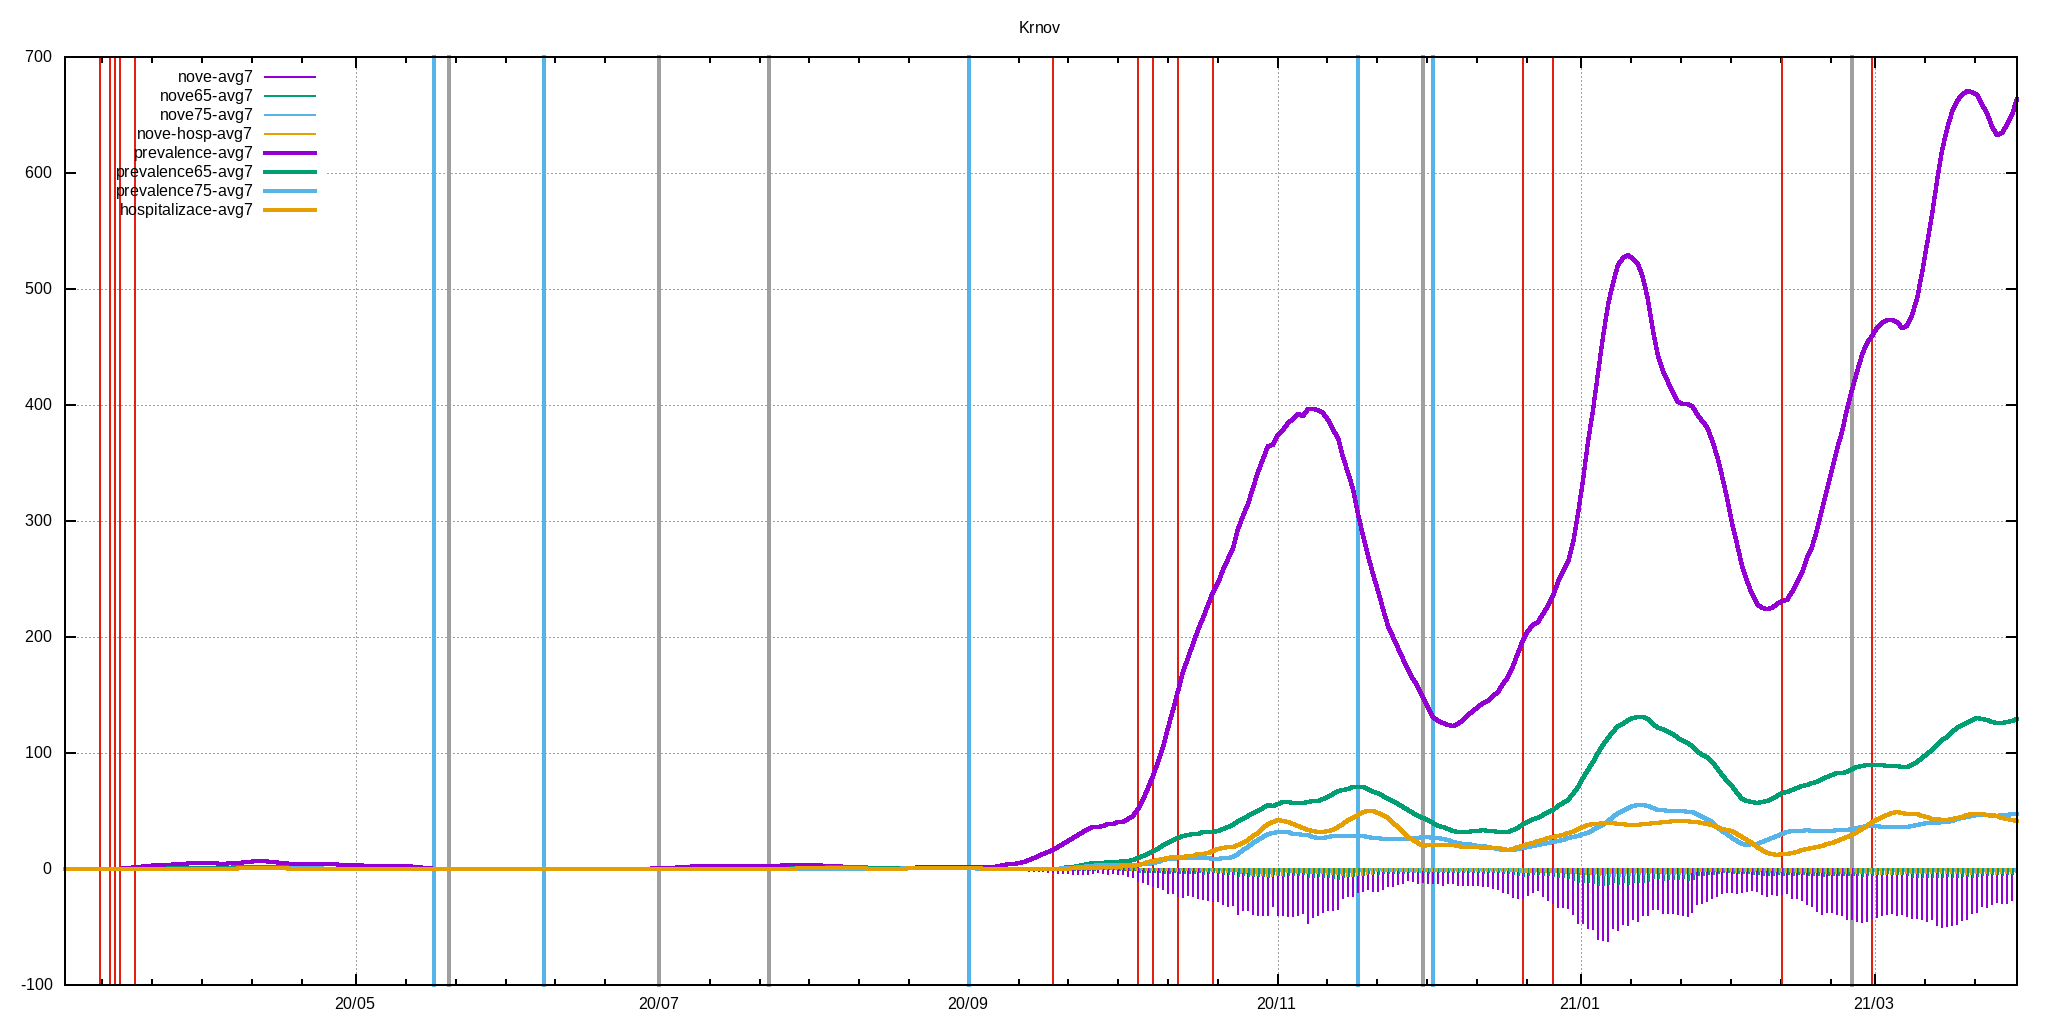 Krnov
700
600
500
400
300
200
100
0
-100
nove-avg7
nove65-avg7
nove75-avg7
nove-hosp-avg7
prevalence-avg7
prevalence65-avg7
prevalence75-avg7
hospitalizace-avg7
20/05 20/07 20/09 20/11 21/01 21/03